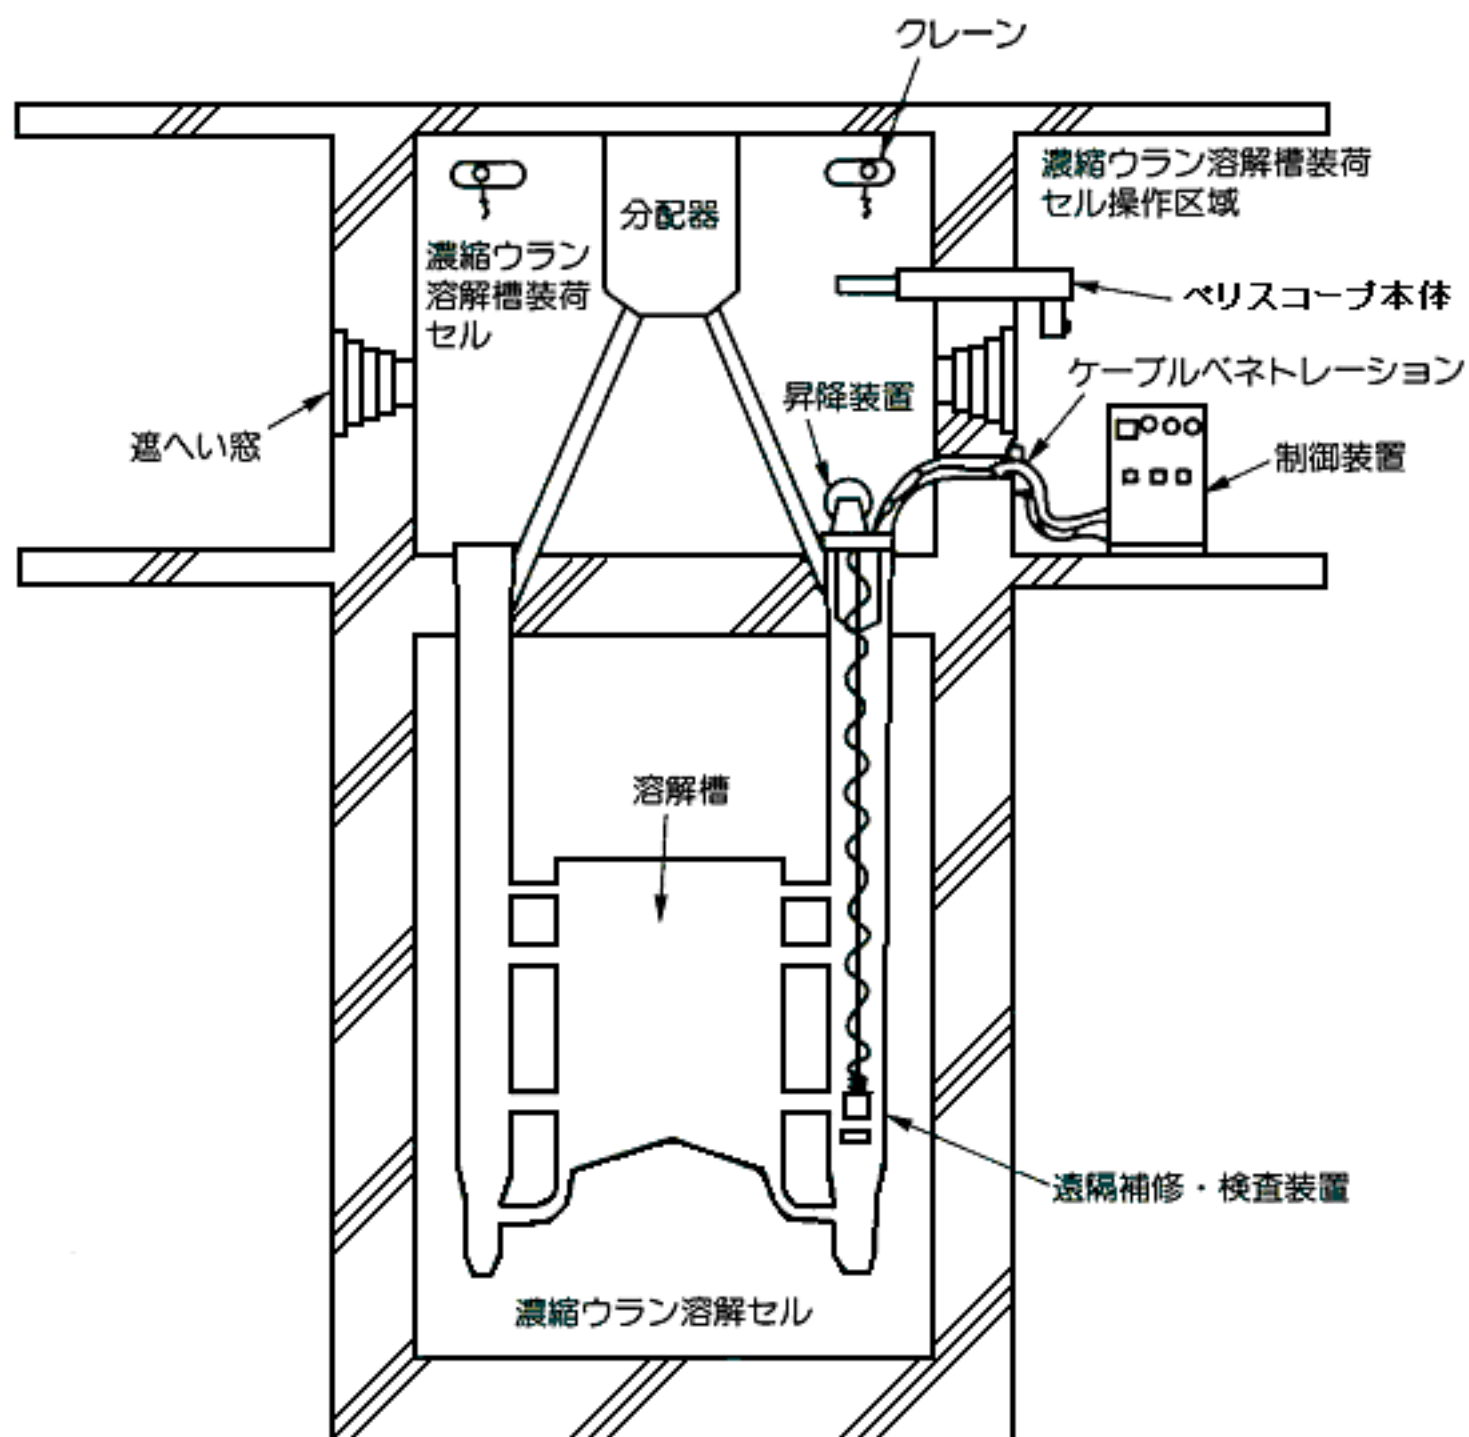 クレーン
濃縮ウラン溶解槽装荷
セル操作区域
分配器
濃縮ウラン
溶解槽装荷
セル
ペリスコープ本体
ケーブルペネトレーション
昇降装置
遮へい窓
制御装置
溶解槽
遠隔補修・検査装置
濃縮ウラン溶解セル